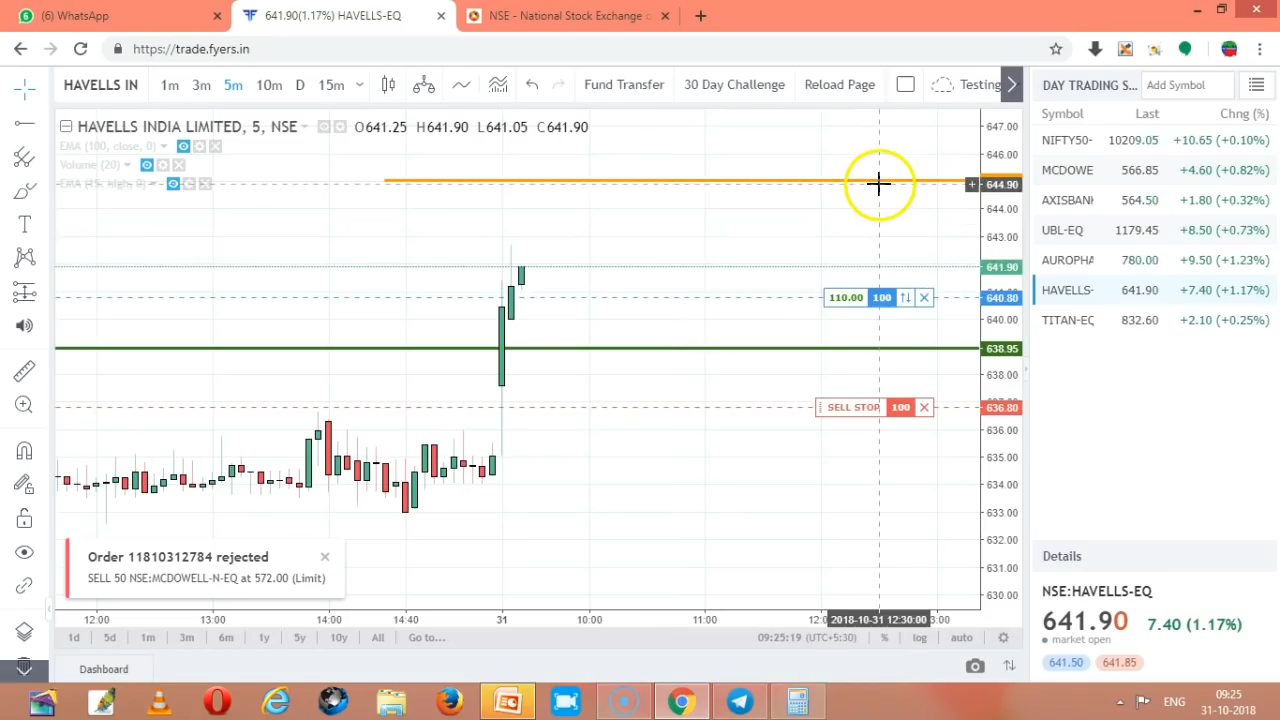 (6) WhatsApp
641.90(1.17%) HAVELLS-EQ
NSE - National Stock Exchange
https://trade.fyers.in
HAVELLS IN 1m 3m 5m 10m D 15m Fund Transfer 30 Day Challenge Reload Page Testing
HAVELLS INDIA LIMITED, 5, NSE O641.25 H641.90 L641.05 C641.90
EMA (100, close, 0)
Volume (20)
EMA (15, high, 0)
647.00
646.00
644.90
644.00
643.00
641.90
640.80
640.00
638.95
638.00
636.80
636.00
635.00
634.00
633.00
632.00
631.00
630.00
110.00 100
SELL STOP 100
Order 11810312784 rejected
SELL 50 NSE:MCDOWELL-N-EQ at 572.00 (Limit)
12:00 13:00 14:00 14:40 31 10:00 11:00 12:0 2018-10-31 12:30:00 3:00
1d 5d 1m 3m 6m 1y 5y 10y All Go to... 09:25:19 (UTC+5:30) % log auto
Dashboard
DAY TRADING S... Add Symbol
Symbol Last Chng (%)
NIFTY50- 10209.05 +10.65 (+0.10%)
MCDOWE 566.85 +4.60 (+0.82%)
AXISBANK 564.50 +1.80 (+0.32%)
UBL-EQ 1179.45 +8.50 (+0.73%)
AUROPHA 780.00 +9.50 (+1.23%)
HAVELLS- 641.90 +7.40 (+1.17%)
TITAN-EQ 832.60 +2.10 (+0.25%)
Details
NSE:HAVELLS-EQ
641.90 7.40 (1.17%)
market open
641.50 641.85
ENG
09:25
31-10-2018